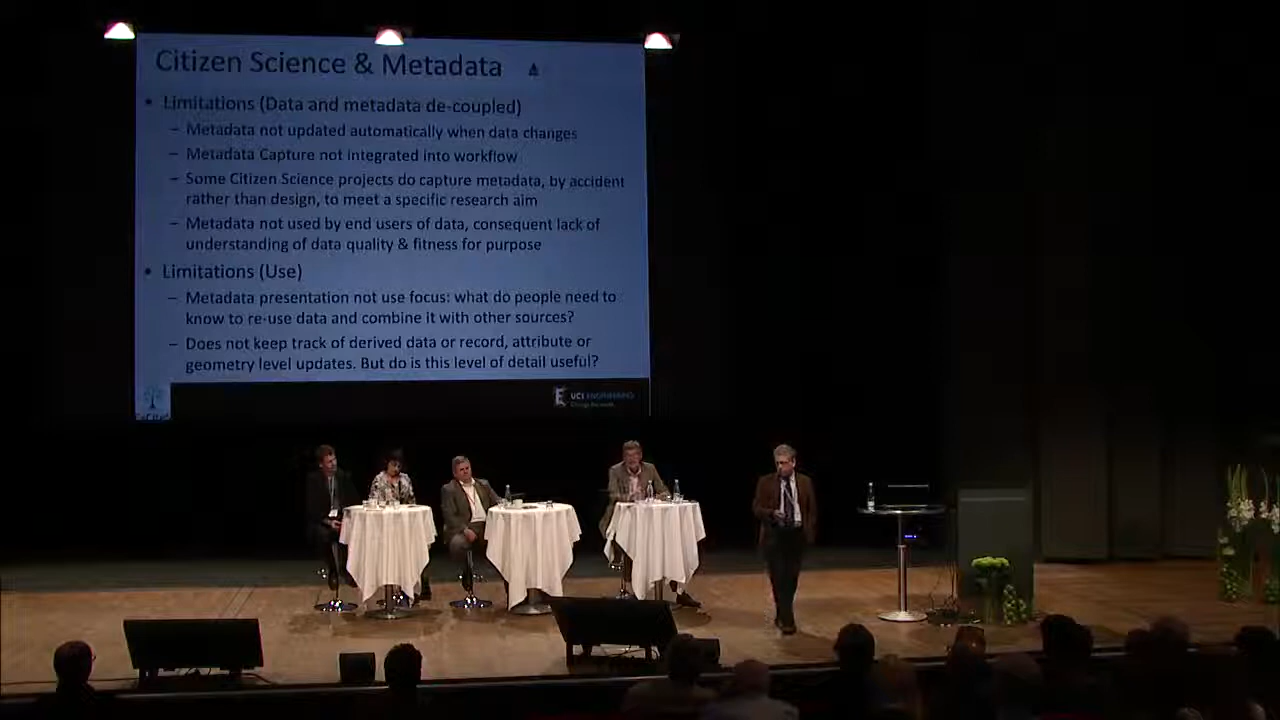 Citizen Science & Metadata
• Limitations (Data and metadata de-coupled)
– Metadata not updated automatically when data changes
– Metadata Capture not integrated into workflow
– Some Citizen Science projects do capture metadata, by accident
rather than design, to meet a specific research aim
– Metadata not used by end users of data, consequent lack of
understanding of data quality & fitness for purpose
• Limitations (Use)
– Metadata presentation not use focus: what do people need to
know to re-use data and combine it with other sources?
– Does not keep track of derived data or record, attribute or
geometry level updates. But do is this level of detail useful?
ENGINEERING